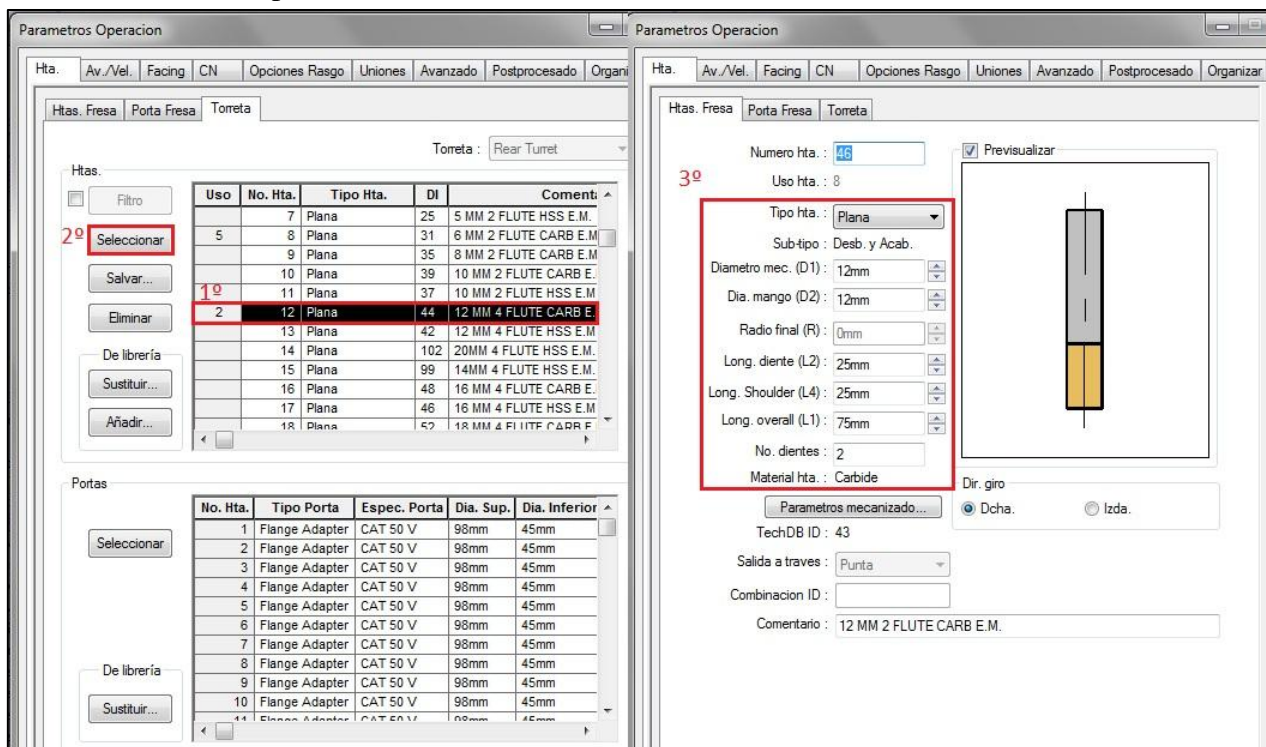 Parametros Operacion
Hta. Av./Vel. Facing CN Opciones Rasgo Uniones Avanzado Postprocesado Organi
Htas. Fresa Porta Fresa Torreta
Torreta : Rear Turret
Htas.
Filtro
2º Seleccionar
Salvar...
Eliminar
De librería
Sustituir...
Añadir...
1º
Uso No. Hta. Tipo Hta. DI Coment
7 Plana 25 5 MM 2 FLUTE HSS E.M.
5 8 Plana 31 6 MM 2 FLUTE CARB E.M
9 Plana 35 8 MM 2 FLUTE CARB E.M
10 Plana 39 10 MM 2 FLUTE CARB E.
11 Plana 37 10 MM 2 FLUTE HSS E.M
2 12 Plana 44 12 MM 4 FLUTE CARB E.
13 Plana 42 12 MM 4 FLUTE HSS E.M
14 Plana 102 20MM 4 FLUTE HSS E.M.
15 Plana 99 14MM 4 FLUTE HSS E.M.
16 Plana 48 16 MM 4 FLUTE CARB E.
17 Plana 46 16 MM 4 FLUTE HSS E.M
18 Plana 52 18 MM 4 FLUTE CARB E
Portas
Seleccionar
De librería
Sustituir...
No. Hta. Tipo Porta Espec. Porta Dia. Sup. Dia. Inferior
1 Flange Adapter CAT 50 V 98mm 45mm
2 Flange Adapter CAT 50 V 98mm 45mm
3 Flange Adapter CAT 50 V 98mm 45mm
4 Flange Adapter CAT 50 V 98mm 45mm
5 Flange Adapter CAT 50 V 98mm 45mm
6 Flange Adapter CAT 50 V 98mm 45mm
7 Flange Adapter CAT 50 V 98mm 45mm
8 Flange Adapter CAT 50 V 98mm 45mm
9 Flange Adapter CAT 50 V 98mm 45mm
10 Flange Adapter CAT 50 V 98mm 45mm
11 Flange Adapter CAT 50 V 98mm 45mm
Parametros Operacion
Hta. Av./Vel. Facing CN Opciones Rasgo Uniones Avanzado Postprocesado Organizar
Htas. Fresa Porta Fresa Torreta
Numero hta. : 46
3º
Uso hta. : 8
Tipo hta. : Plana
Sub-tipo : Desb. y Acab.
Diametro mec. (D1) : 12mm
Dia. mango (D2) : 12mm
Radio final (R) : 0mm
Long. diente (L2) : 25mm
Long. Shoulder (L4) : 25mm
Long. overall (L1) : 75mm
No. dientes : 2
Material hta. : Carbide
Parametros mecanizado...
TechDB ID : 43
Salida a traves : Punta
Combinacion ID :
Comentario : 12 MM 2 FLUTE CARB E.M.
Previsualizar
Dir. giro
Dcha. Izda.